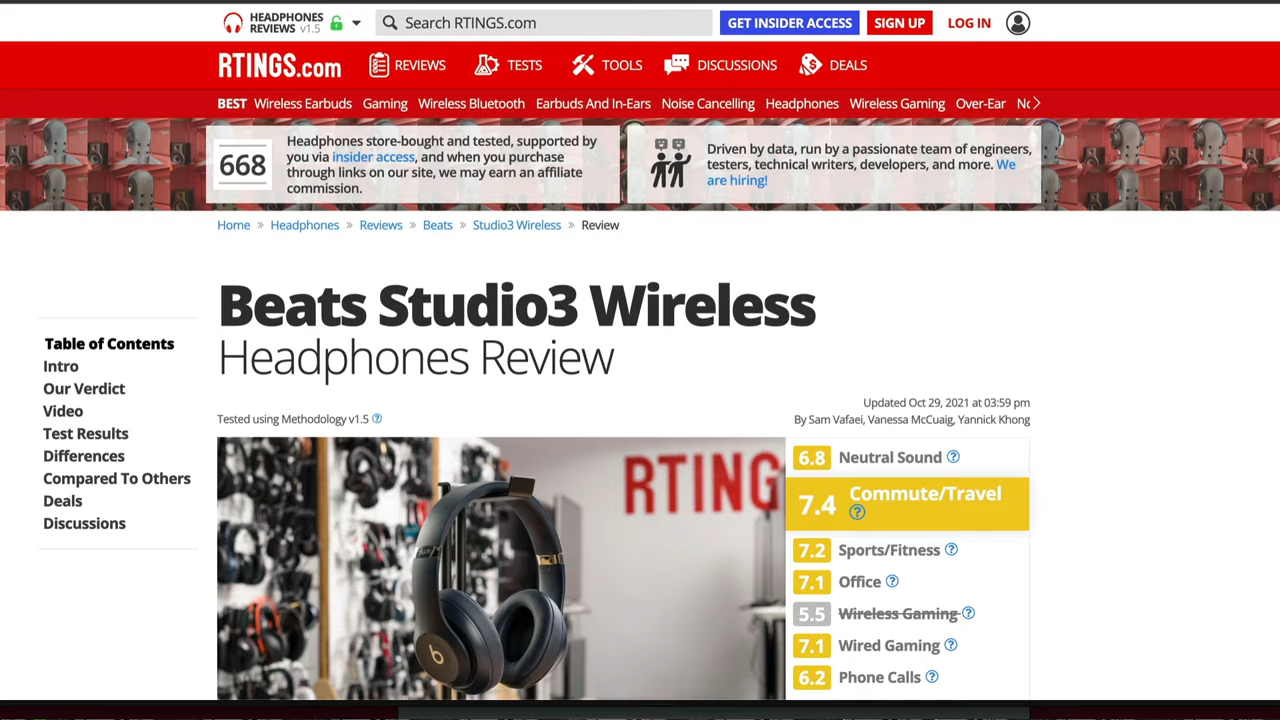 HEADPHONES
REVIEWS v1.5
Search RTINGS.com
GET INSIDER ACCESS
SIGN UP
LOG IN
RTINGS.com
REVIEWS
TESTS
TOOLS
DISCUSSIONS
DEALS
BEST Wireless Earbuds Gaming Wireless Bluetooth Earbuds And In-Ears Noise Cancelling Headphones Wireless Gaming Over-Ear
668
Headphones store-bought and tested, supported by
you via insider access, and when you purchase
through links on our site, we may earn an affiliate
commission.
Driven by data, run by a passionate team of engineers,
testers, technical writers, developers, and more. We
are hiring!
Home » Headphones » Reviews » Beats » Studio3 Wireless » Review
Beats Studio3 Wireless
Headphones Review
Table of Contents
Intro
Our Verdict
Video
Test Results
Differences
Compared To Others
Deals
Discussions
Updated Oct 29, 2021 at 03:59 pm
Tested using Methodology v1.5 ?
By Sam Vafaei, Vanessa McCuaig, Yannick Khong
RTING
b
6.8 Neutral Sound ?
7.4 Commute/Travel ?
7.2 Sports/Fitness ?
7.1 Office ?
5.5 Wireless Gaming ?
7.1 Wired Gaming ?
6.2 Phone Calls ?